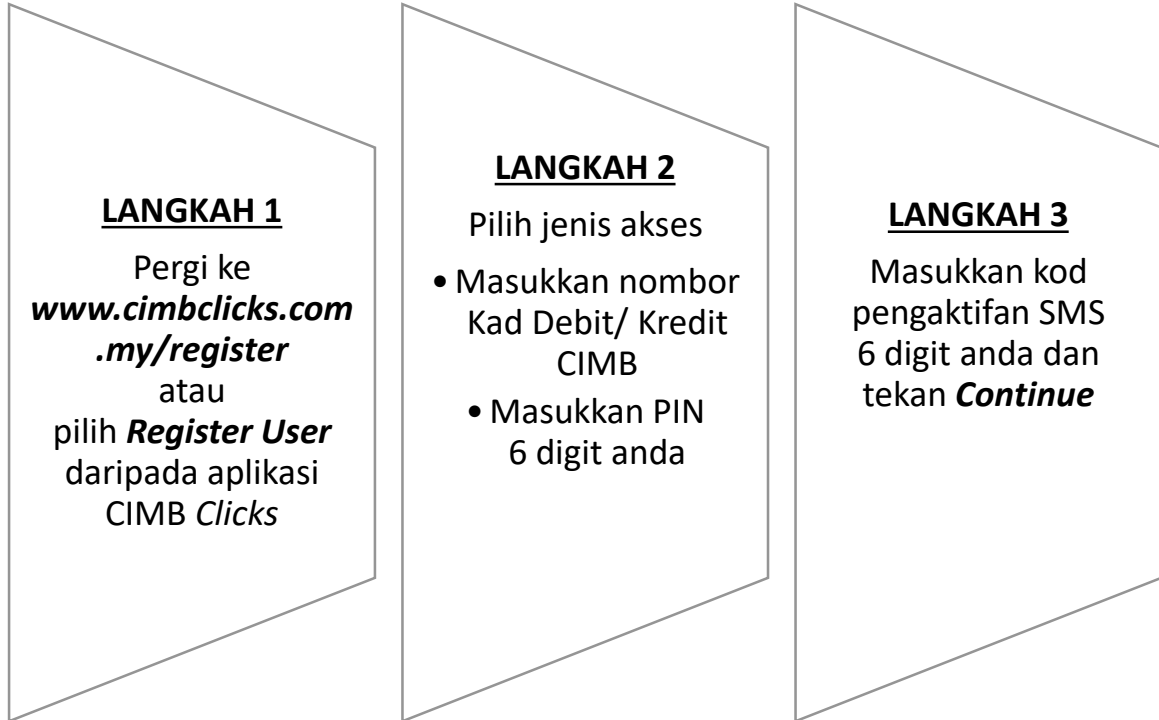 LANGKAH 1
Pergi ke
www.cimbclicks.com
.my/register
atau
pilih Register User
daripada aplikasi
CIMB Clicks
LANGKAH 2
Pilih jenis akses
• Masukkan nombor
Kad Debit/ Kredit
CIMB
• Masukkan PIN
6 digit anda
LANGKAH 3
Masukkan kod
pengaktifan SMS
6 digit anda dan
tekan Continue